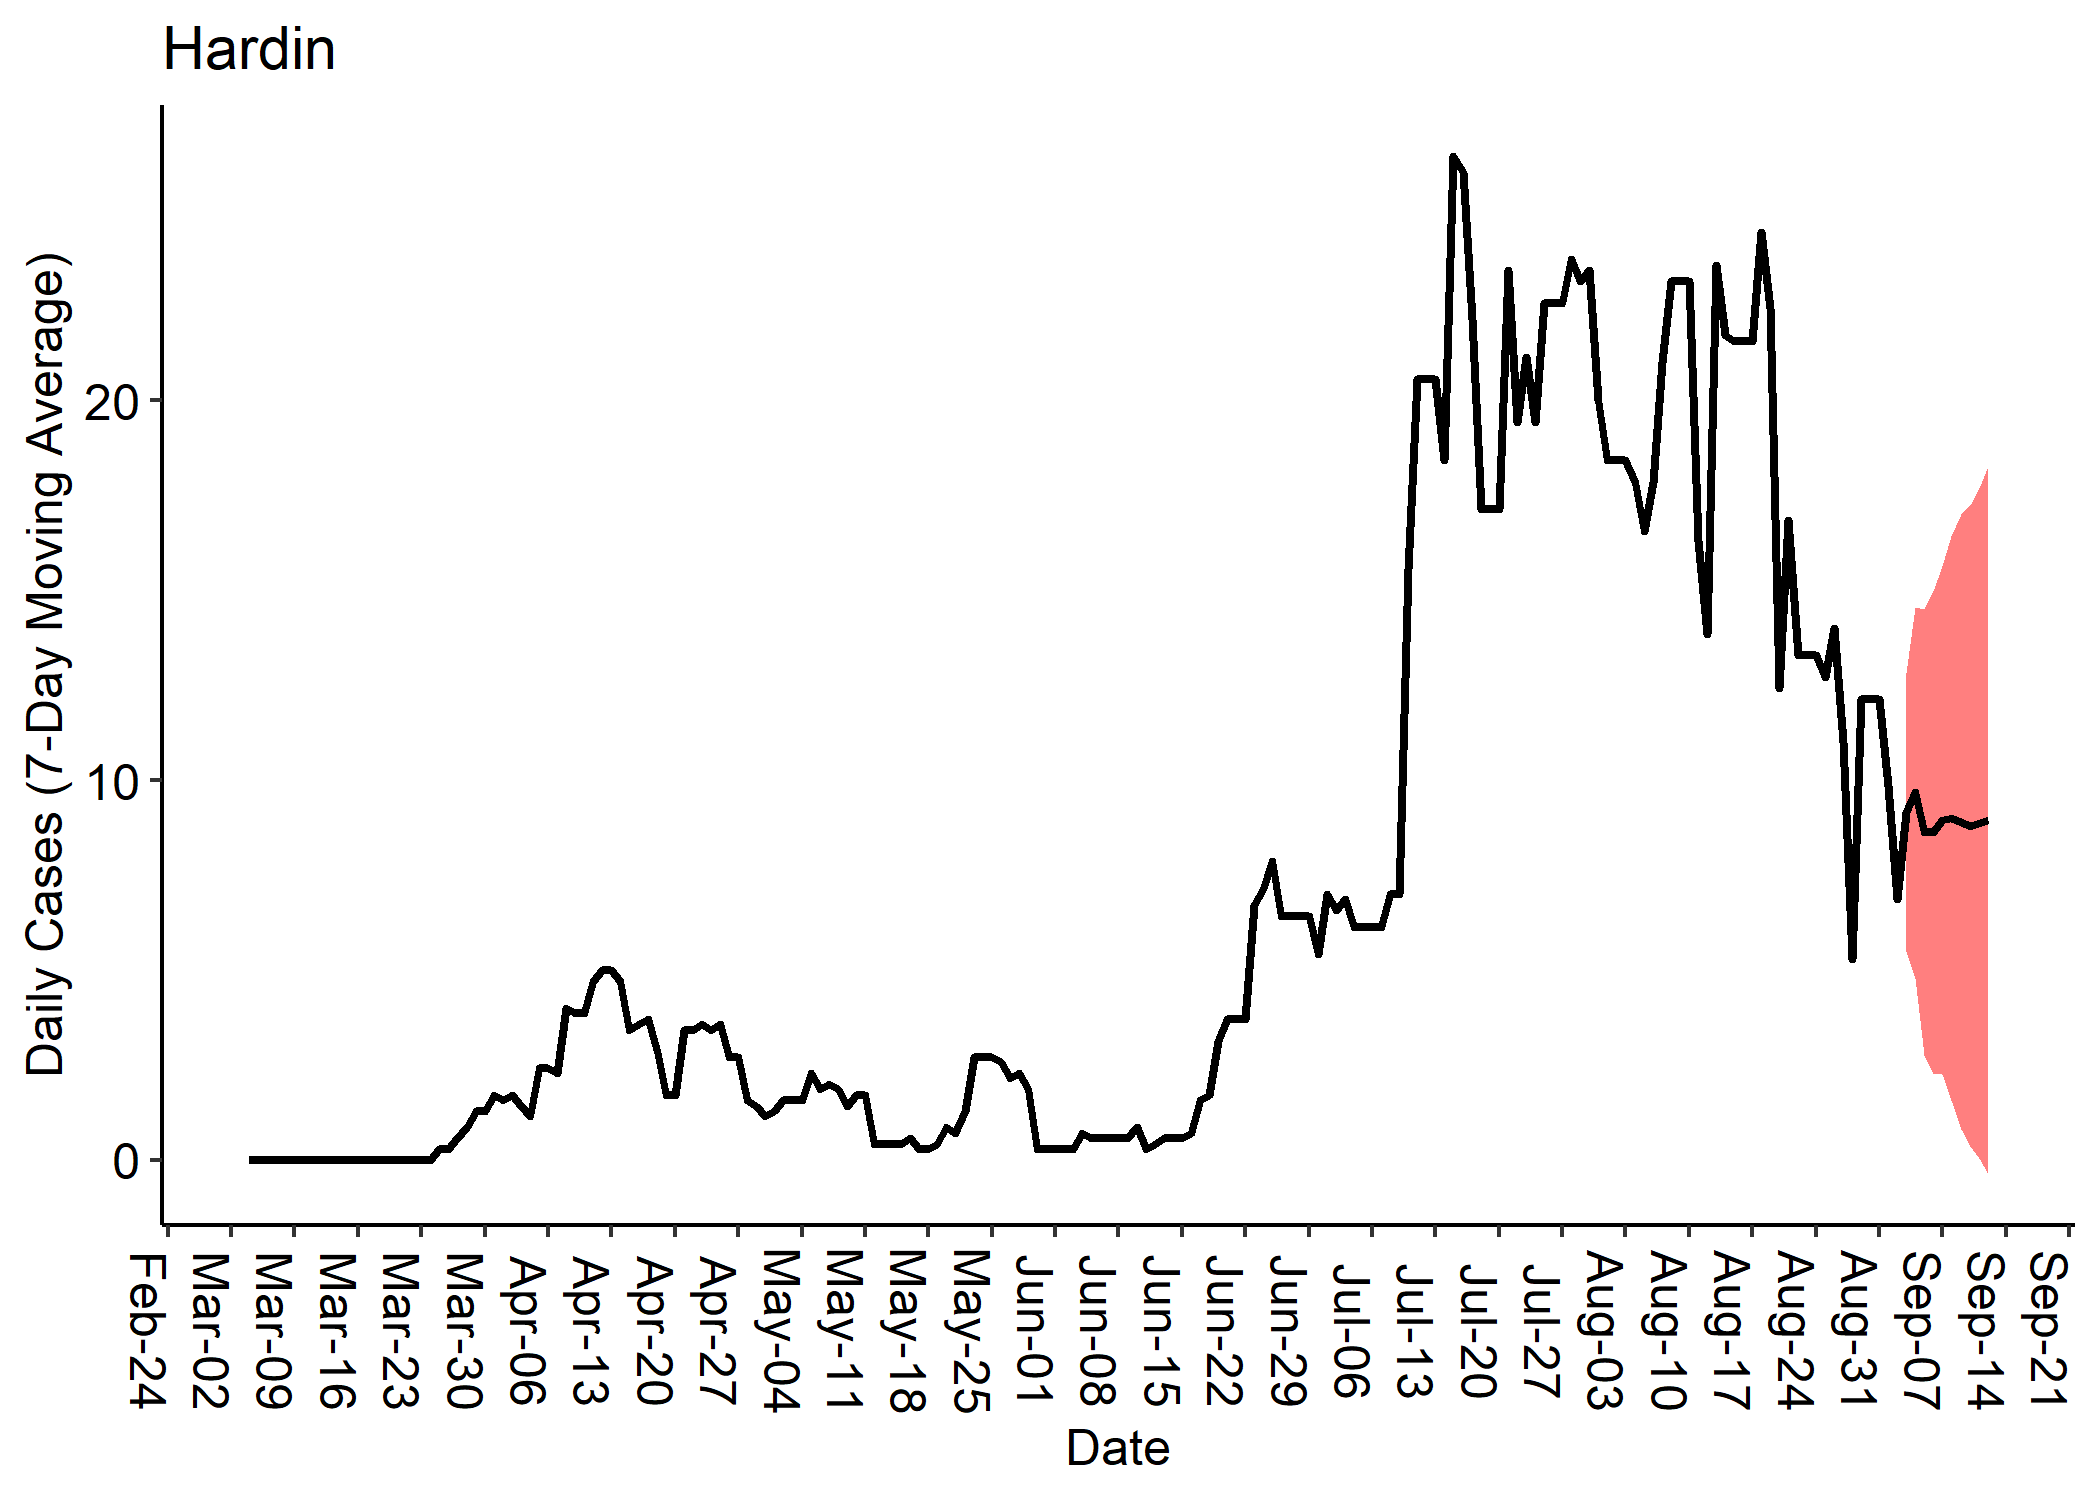 Hardin
Daily Cases (7-Day Moving Average)
20
10
0
Feb-24
Mar-02
Mar-09
Mar-16
Mar-23
Mar-30
Apr-06
Apr-13
Apr-20
Apr-27
May-04
May-11
May-18
May-25
Jun-01
Jun-08
Jun-15
Jun-22
Jun-29
Jul-06
Jul-13
Jul-20
Jul-27
Aug-03
Aug-10
Aug-17
Aug-24
Aug-31
Sep-07
Sep-14
Sep-21
Date